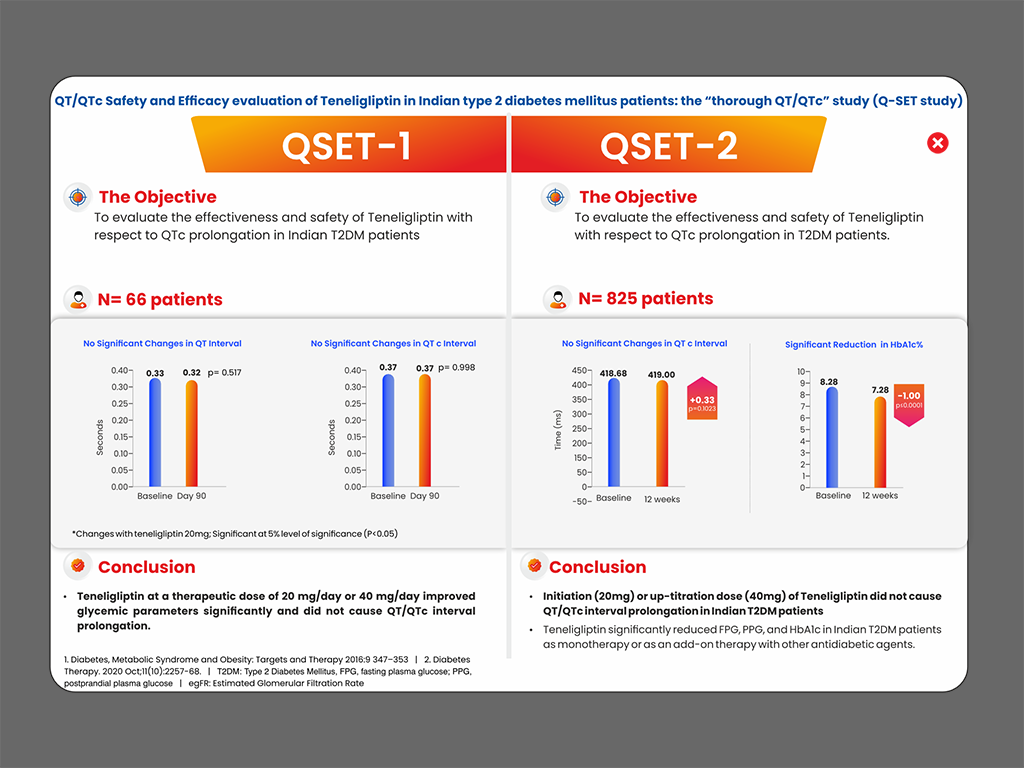 QT/QTc Safety and Efficacy evaluation of Teneligliptin in Indian type 2 diabetes mellitus patients: the “thorough QT/QTc” study (Q-SET study)
QSET-1
The Objective
To evaluate the effectiveness and safety of Teneligliptin with
respect to QTc prolongation in Indian T2DM patients
N= 66 patients
No Significant Changes in QT Interval
Seconds
0.40
0.30
0.25
0.20
0.15
0.10
0.05
0.00
0.33
0.32
p= 0.517
Baseline
Day 90
No Significant Changes in QT c Interval
Seconds
0.40
0.30
0.25
0.20
0.15
0.10
0.05
0.00
0.37
0.37
p= 0.998
Baseline
Day 90
*Changes with teneligliptin 20mg; Significant at 5% level of significance (P<0.05)
Conclusion
• Teneligliptin at a therapeutic dose of 20 mg/day or 40 mg/day improved
glycemic parameters significantly and did not cause QT/QTc interval
prolongation.
1. Diabetes, Metabolic Syndrome and Obesity: Targets and Therapy 2016:9 347–353 | 2. Diabetes
Therapy. 2020 Oct;11(10):2257-68. | T2DM: Type 2 Diabetes Mellitus, FPG, fasting plasma glucose; PPG,
postprandial plasma glucose | egFR: Estimated Glomerular Filtration Rate
QSET-2
The Objective
To evaluate the effectiveness and safety of Teneligliptin
with respect to QTc prolongation in T2DM patients.
N= 825 patients
No Significant Changes in QT c Interval
Time (ms)
450
400
350
300
250
200
150
100
50
0
-50
418.68
419.00
+0.33
p=0.1023
Baseline
12 weeks
Significant Reduction in HbA1c%
10
9
8
7
6
5
4
3
2
1
0
8.28
7.28
-1.00
p≤0.0001
Baseline
12 weeks
Conclusion
• Initiation (20mg) or up-titration dose (40mg) of Teneligliptin did not cause
QT/QTc interval prolongation in Indian T2DM patients
• Teneligliptin significantly reduced FPG, PPG, and HbA1c in Indian T2DM patients
as monotherapy or as an add-on therapy with other antidiabetic agents.